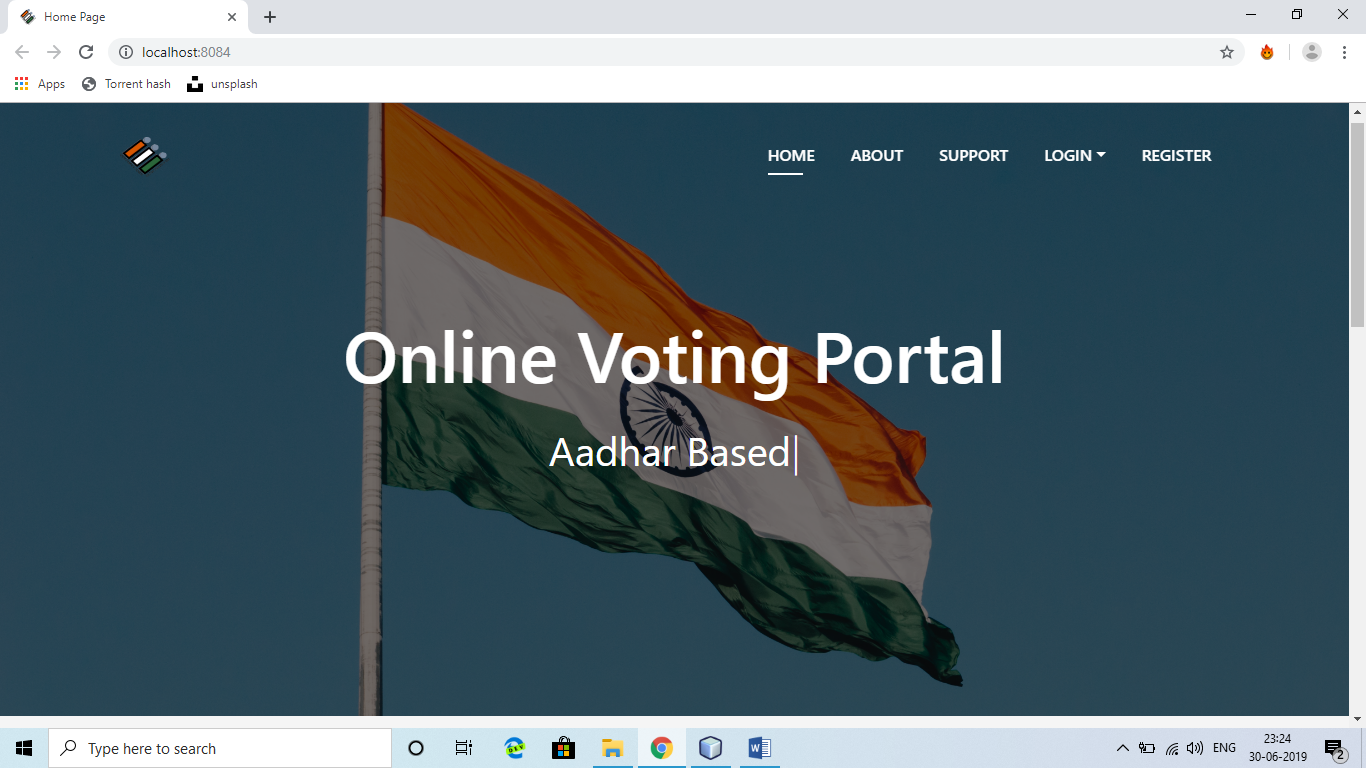 Home Page
localhost:8084
Apps Torrent hash unsplash
HOME ABOUT SUPPORT LOGIN REGISTER
Online Voting Portal
Aadhar Based
DEV
Type here to search
W
ENG
23:24
30-06-2019
2